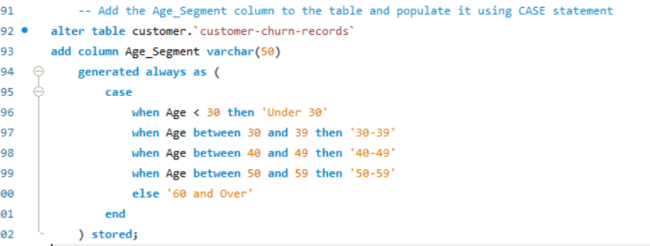 91 -- Add the Age_Segment column to the table and populate it using CASE statement
92 alter table customer.`customer-churn-records`
93 add column Age_Segment varchar(50)
94 generated always as (
95 case
96 when Age < 30 then 'Under 30'
97 when Age between 30 and 39 then '30-39'
98 when Age between 40 and 49 then '40-49'
99 when Age between 50 and 59 then '50-59'
00 else '60 and Over'
01 end
02 ) stored;